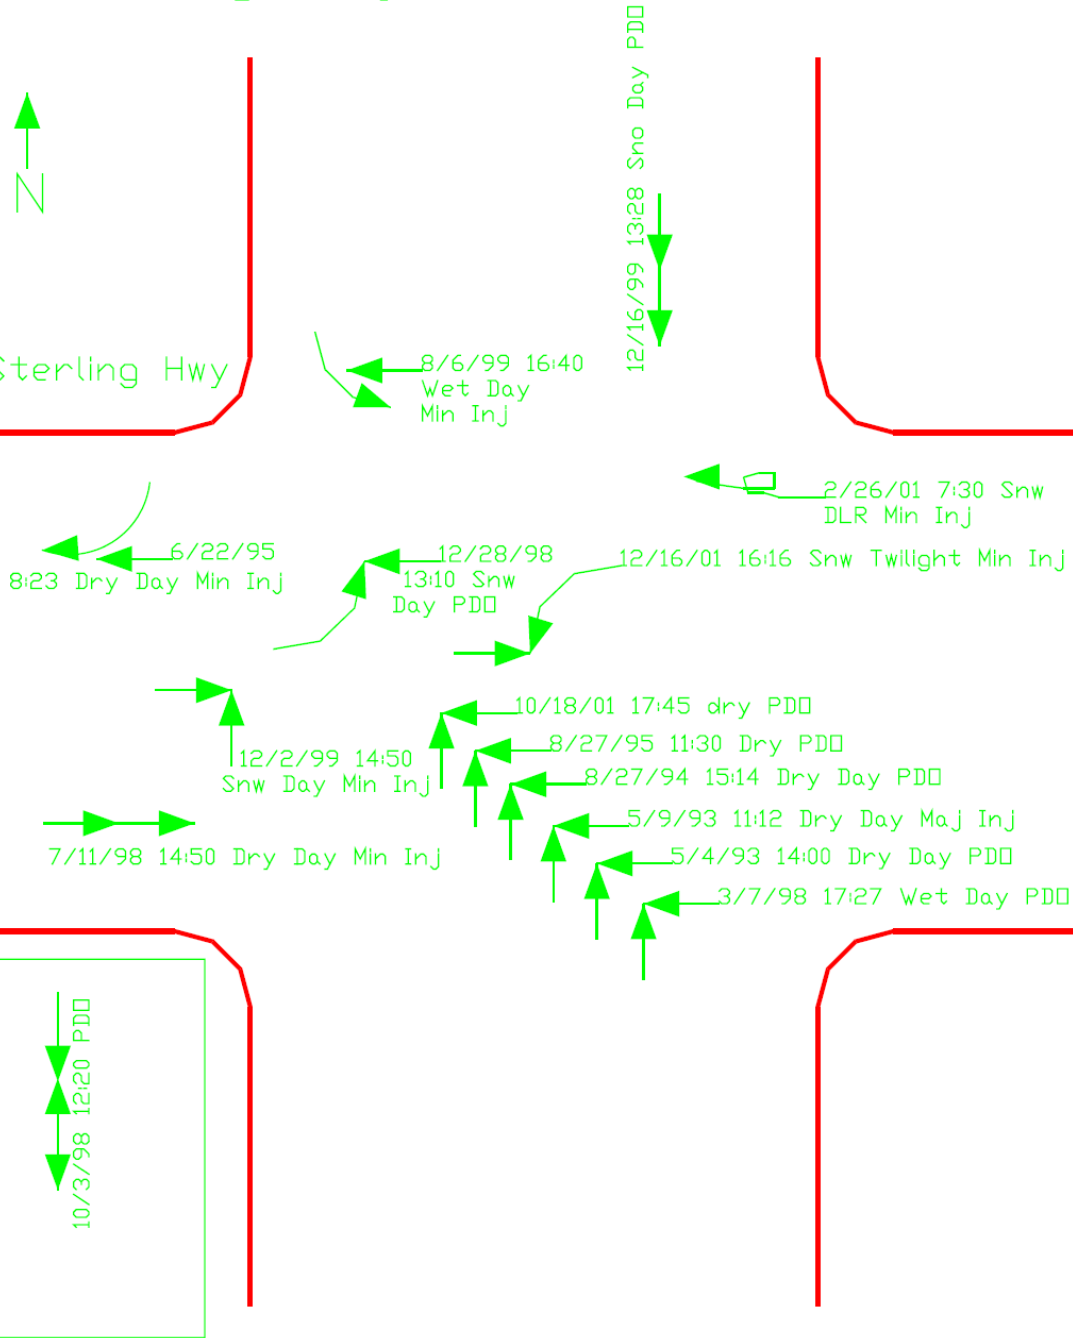 12/16/99 13:28 Sno Day PDO
N
Sterling Hwy
8/6/99 16:40
Wet Day
Min Inj
2/26/01 7:30 Snw
DLR Min Inj
6/22/95
8:23 Dry Day Min Inj
12/28/98
13:10 Snw
Day PDO
12/16/01 16:16 Snw Twilight Min Inj
10/18/01 17:45 dry PDO
12/2/99 14:50
Snw Day Min Inj
8/27/95 11:30 Dry PDO
8/27/94 15:14 Dry Day PDO
5/9/93 11:12 Dry Day Maj Inj
7/11/98 14:50 Dry Day Min Inj
5/4/93 14:00 Dry Day PDO
3/7/98 17:27 Wet Day PDO
10/3/98 12:20 PDO